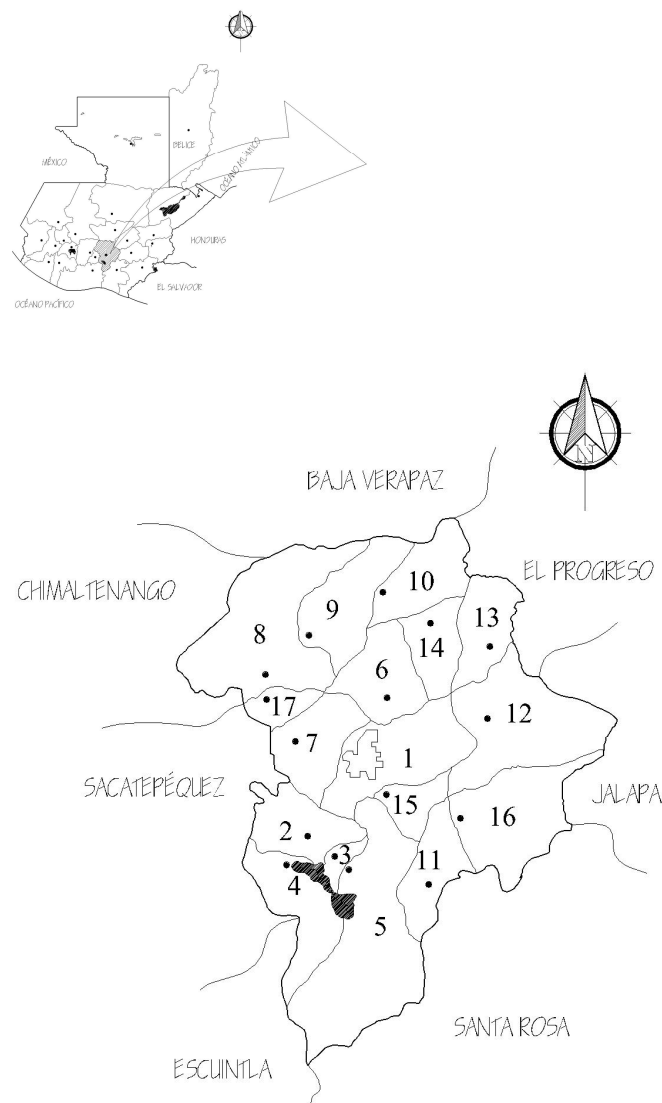 BELICE
MÉXICO
OCÉANO ATLÁNTICO
HONDURAS
EL SALVADOR
OCÉANO PACÍFICO
N
BAJA VERAPAZ
EL PROGRESO
CHIMALTENANGO
10
9
13
8
14
6
17
12
7
1
SACATEPÉQUEZ
JALAPA
15
16
2
3
11
4
5
SANTA ROSA
ESCUINTLA